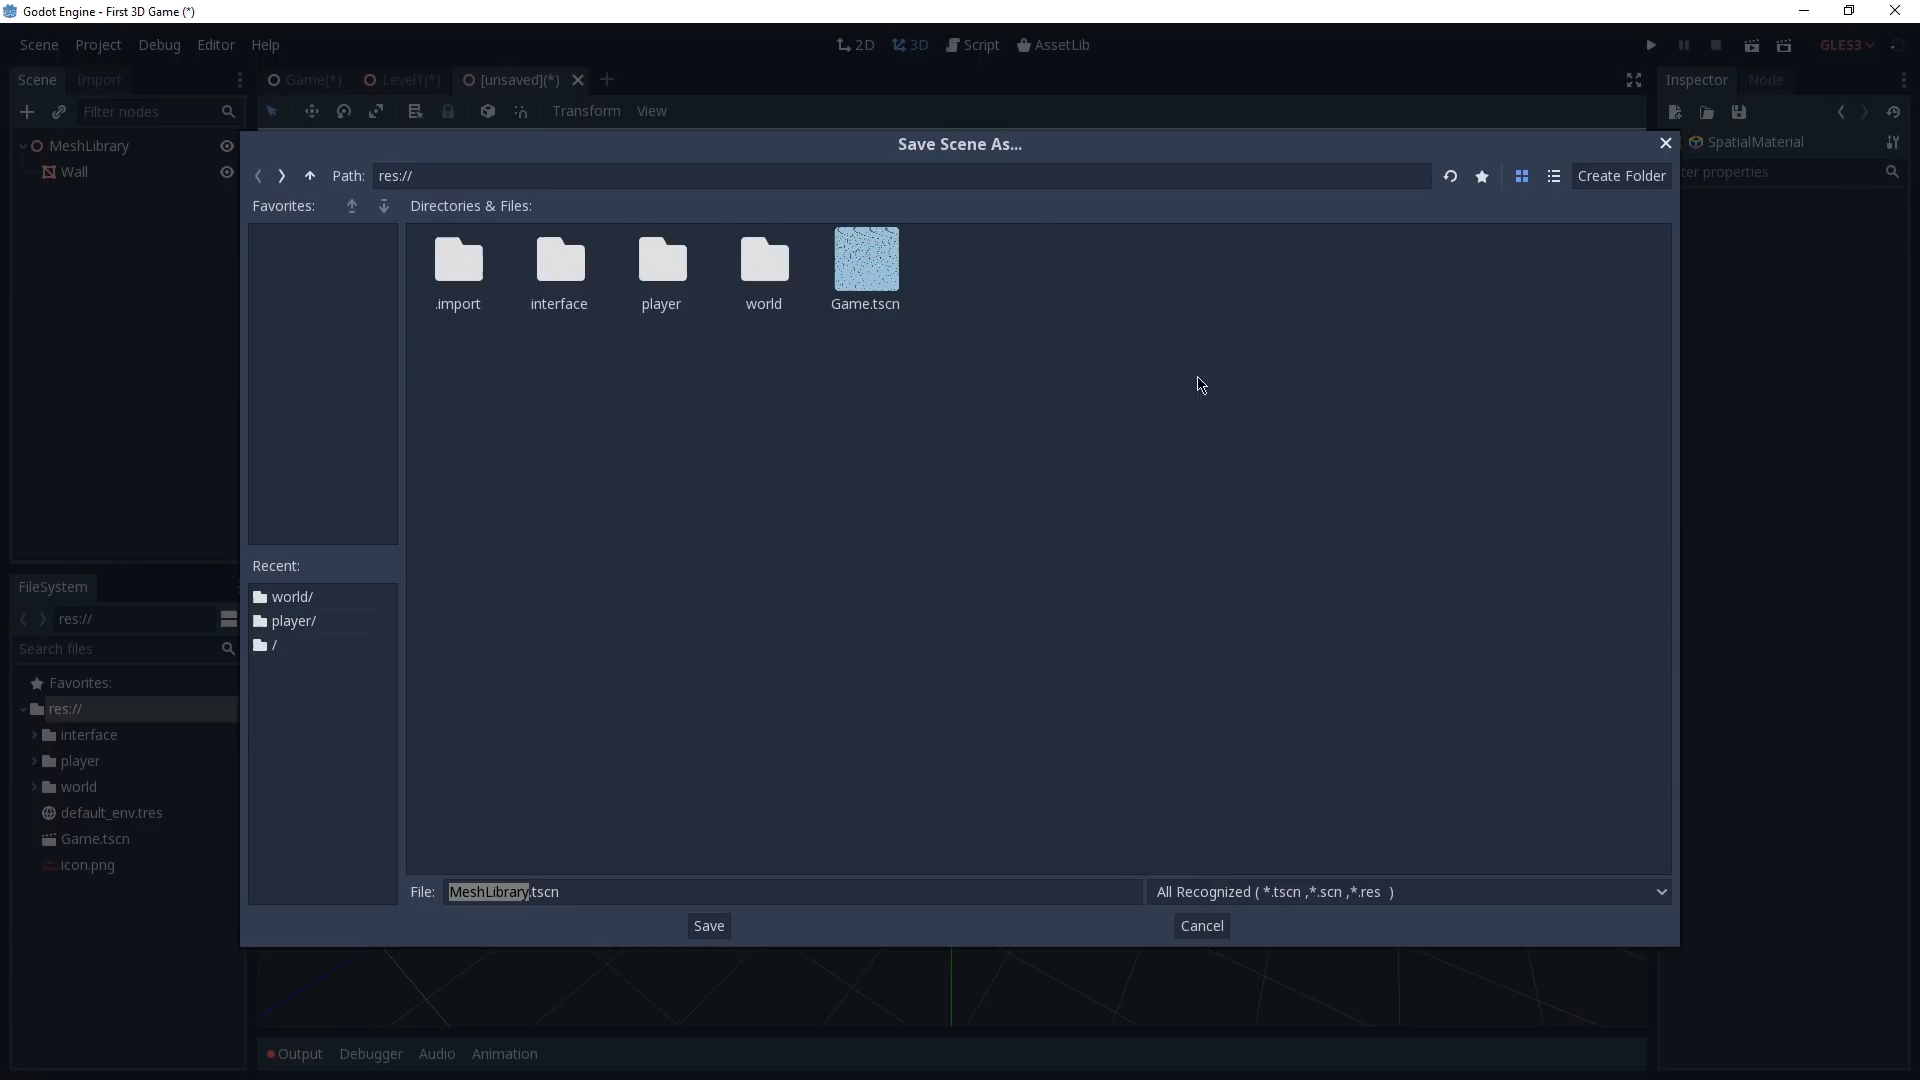 Godot Engine - First 3D Game (*)
Scene Project Debug Editor Help
2D 3D Script AssetLib
GLES3
Scene Import
Game(*) Level1(*) [unsaved](*)
Inspector Node
Filter nodes
Transform View
MeshLibrary
Wall
SpatialMaterial
ter properties
Save Scene As...
Path: res://
Create Folder
Favorites:
Directories & Files:
.import interface player world Game.tscn
Recent:
world/
player/
/
File: MeshLibrary.tscn
All Recognized ( *.tscn ,*.scn ,*.res )
Save Cancel
FileSystem
res://
Search files
Favorites:
res://
interface
player
world
default_env.tres
Game.tscn
icon.png
Output Debugger Audio Animation